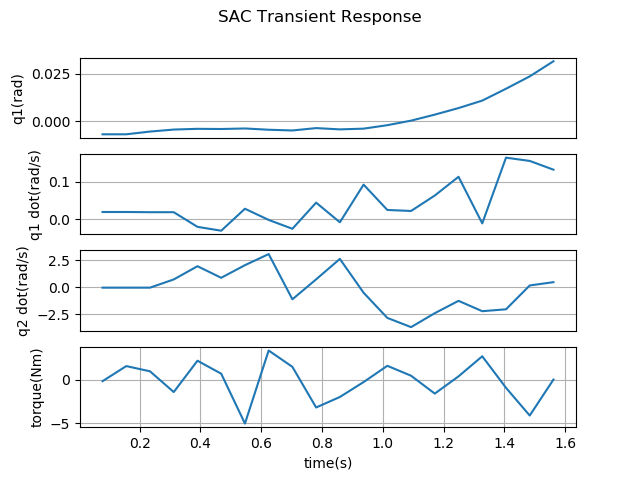 SAC Transient Response
q1(rad)
0.025
0.000
q1 dot(rad/s)
0.1
0.0
q2 dot(rad/s)
2.5
0.0
−2.5
torque(Nm)
0
−5
0.2 0.4 0.6 0.8 1.0 1.2 1.4 1.6
time(s)